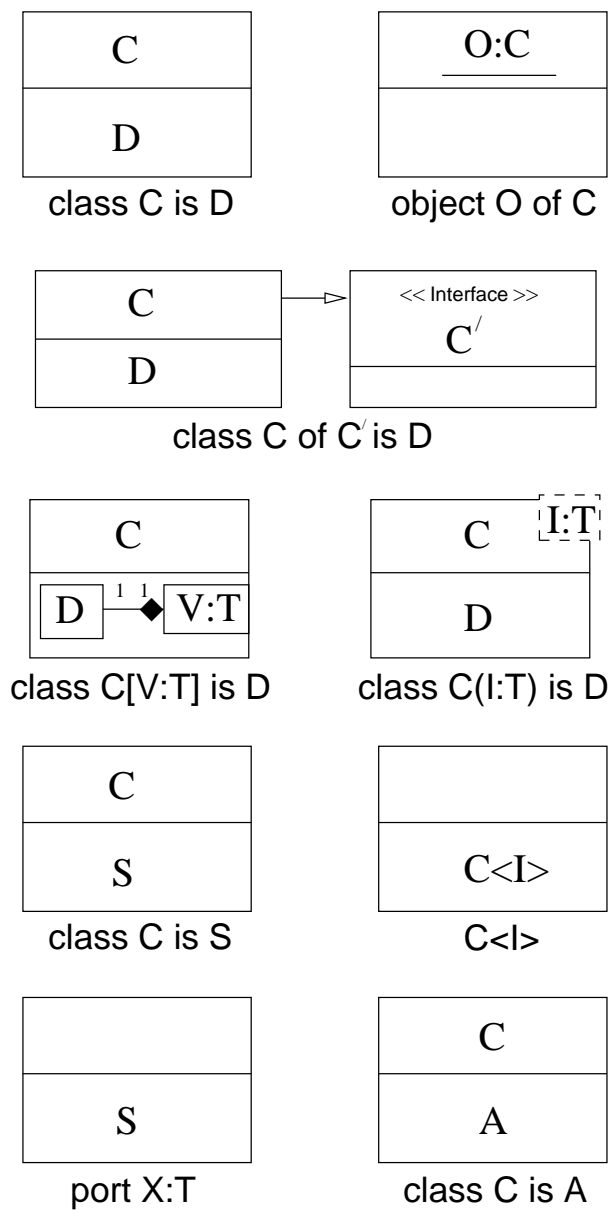 C
D
class C is D
O:C
object O of C
C
D
<< Interface >>
C/
class C of C/ is D
C
D 1 1 V:T
class C[V:T] is D
I:T
C
D
class C(I:T) is D
C
S
class C is S
C<I>
C<I>
S
port X:T
C
A
class C is A